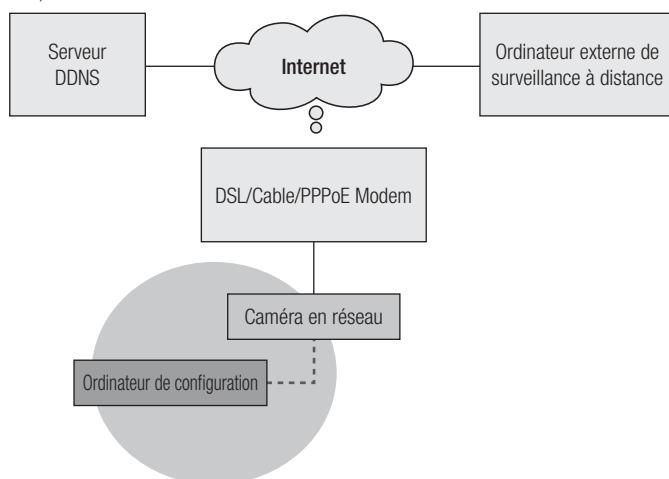 Serveur
DDNS
Internet
Ordinateur externe de
surveillance à distance
DSL/Cable/PPPoE Modem
Caméra en réseau
Ordinateur de configuration